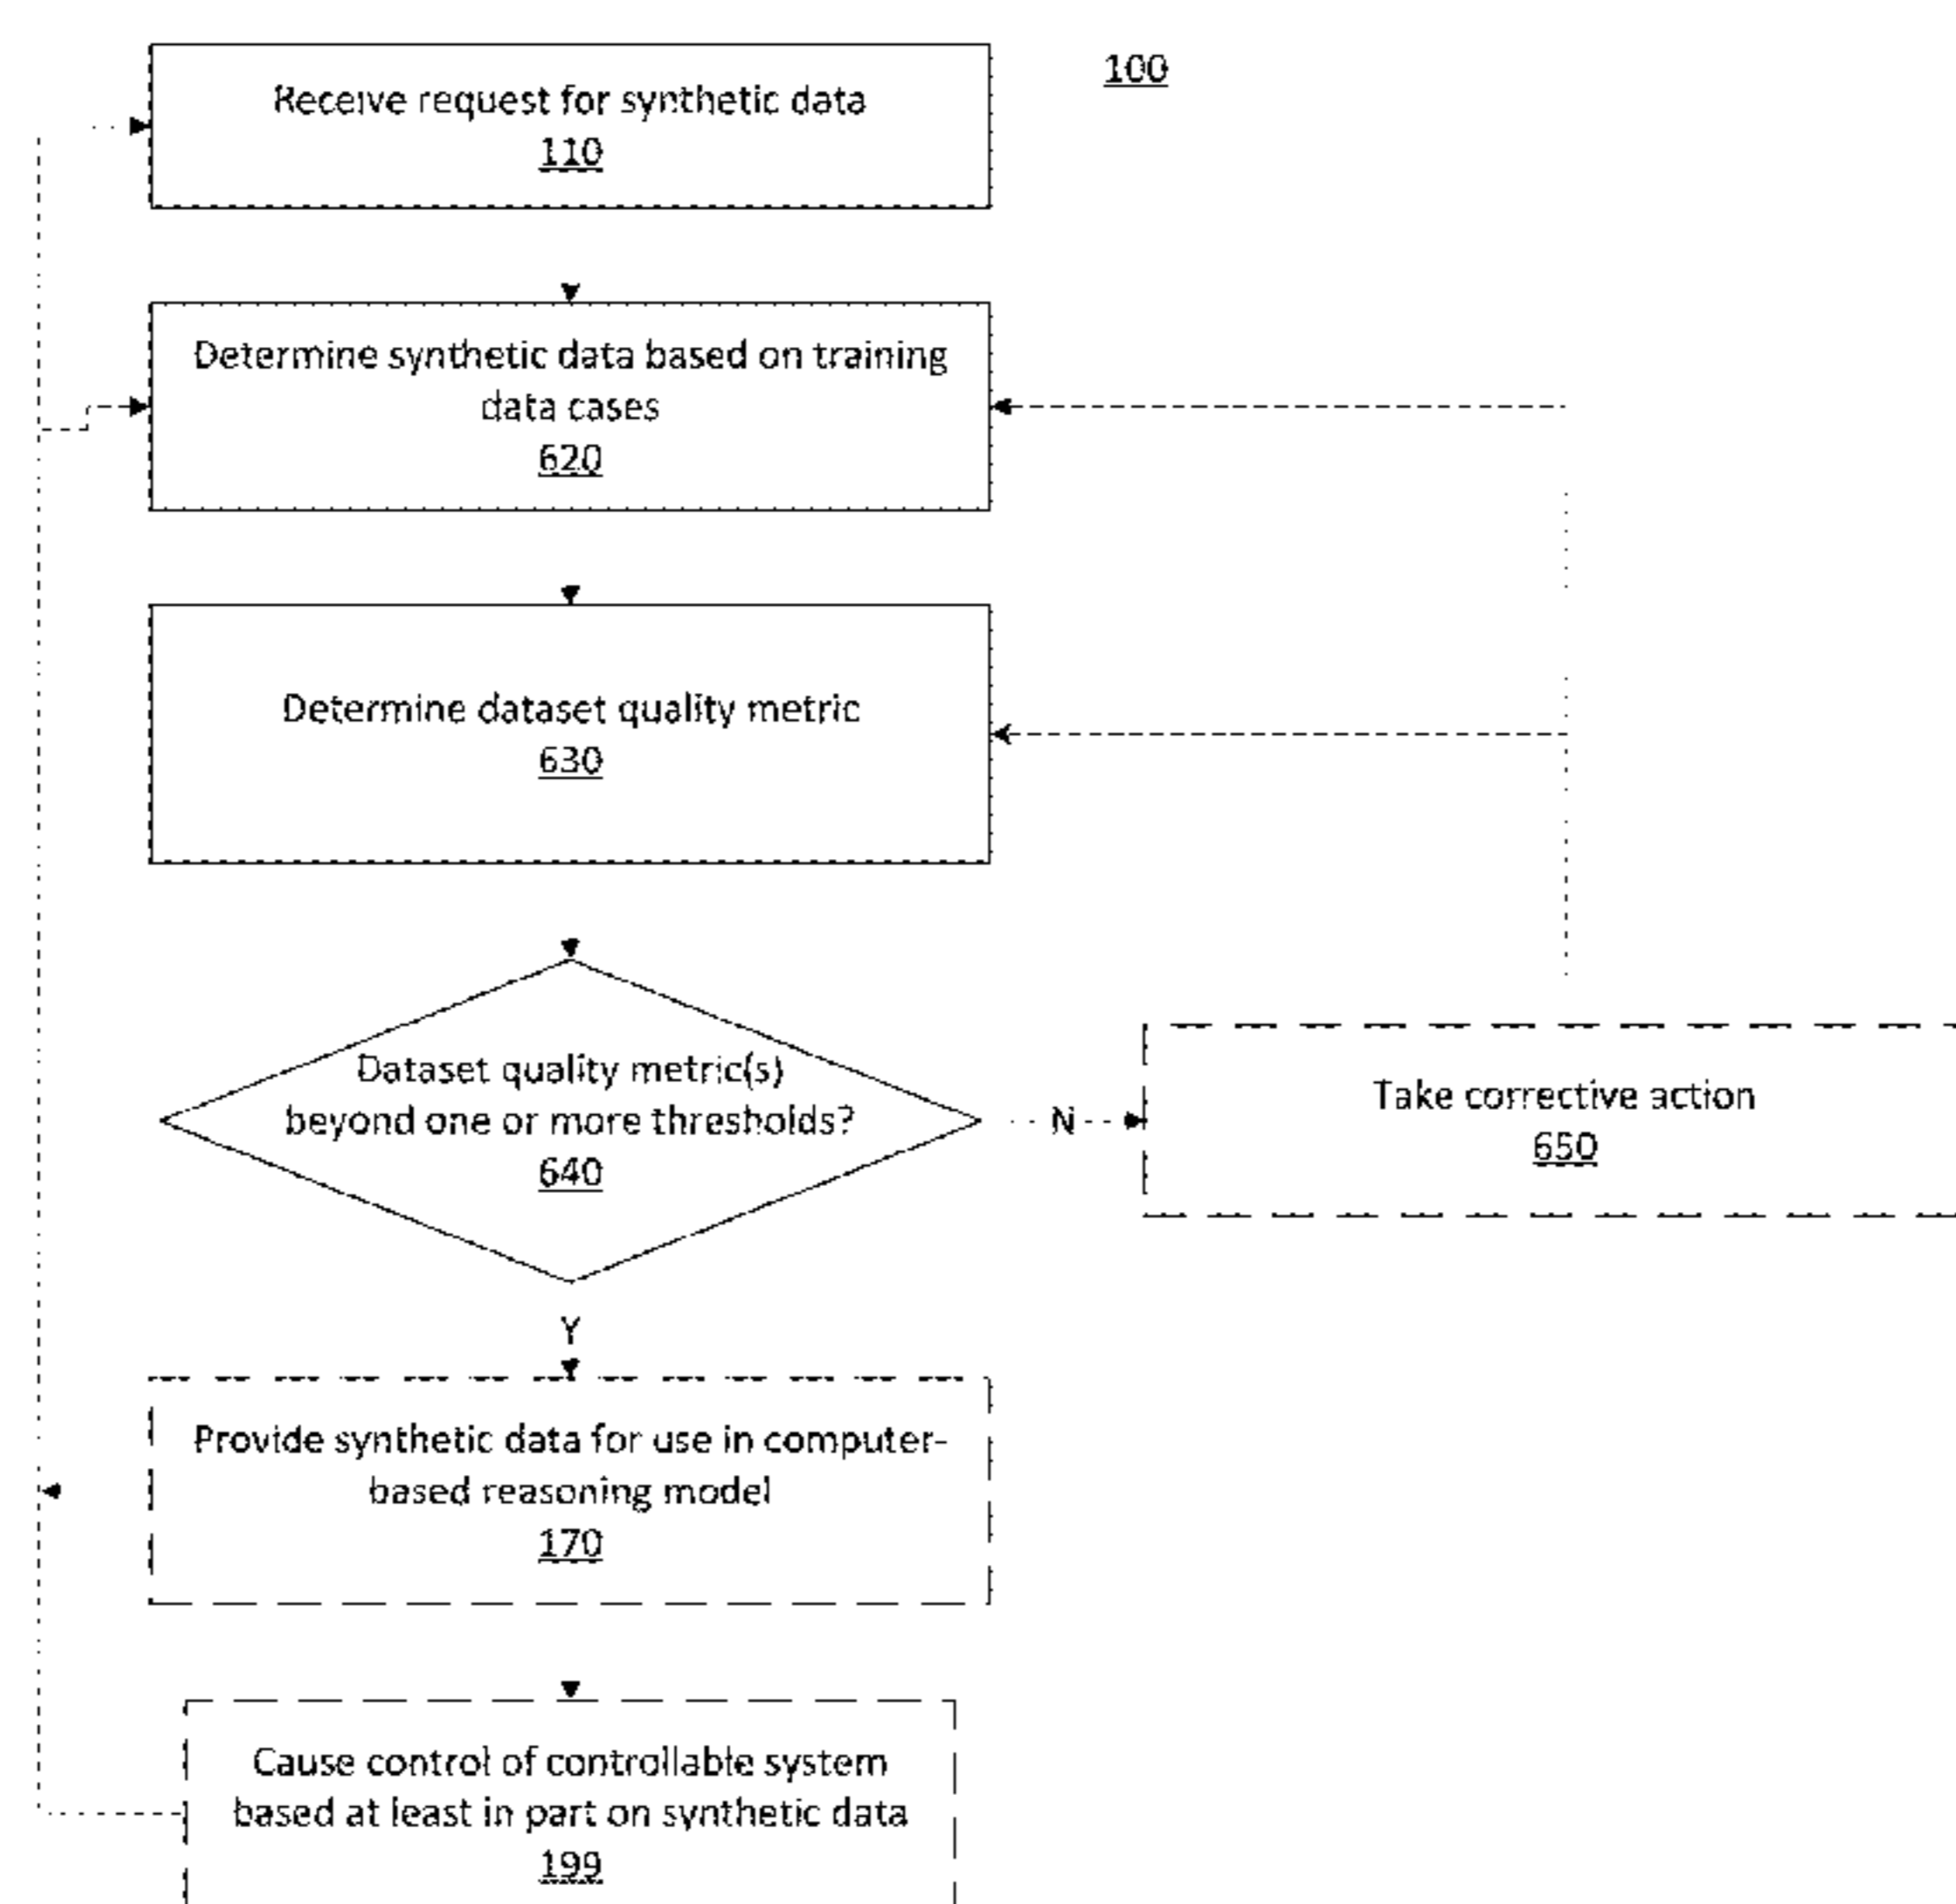 100
Receive request for synthetic data
110
Determine synthetic data based on training
data cases
620
Determine dataset quality metric
630
Dataset quality metric(s)
beyond one or more thresholds?
640
N
Take corrective action
650
Y
Provide synthetic data for use in computer-
based reasoning model
170
Cause control of controllable system
based at least in part on synthetic data
199